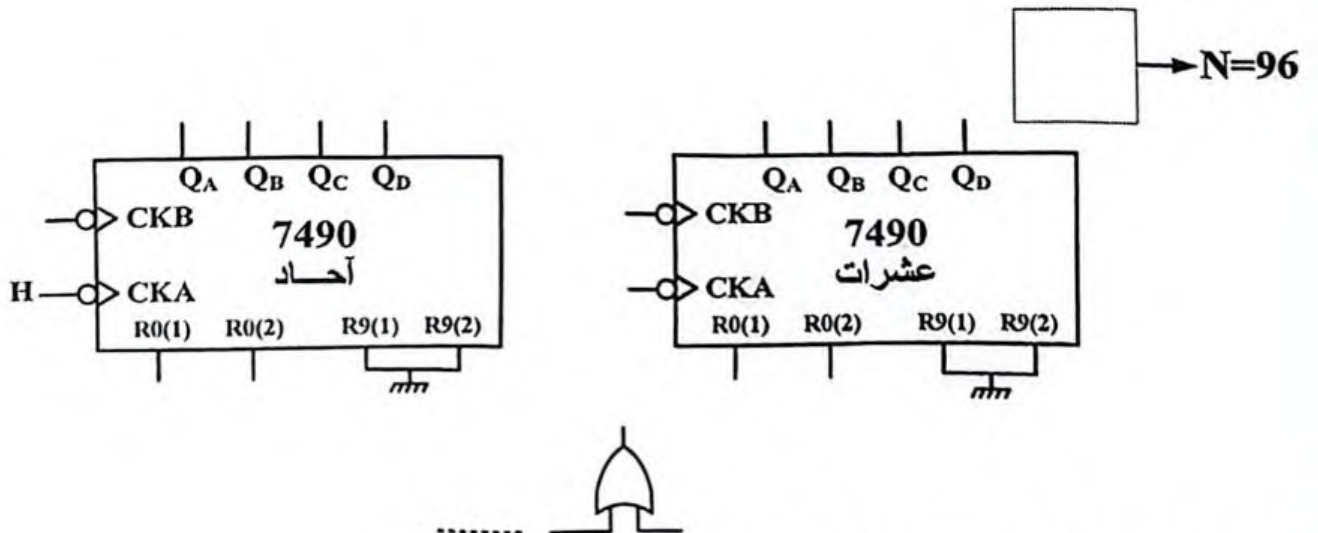 N=96
QA QB QC QD
CKB
7490
آحاد
H CKA
R0(1) R0(2) R9(1) R9(2)
QA QB QC QD
CKB
7490
عشرات
CKA
R0(1) R0(2) R9(1) R9(2)